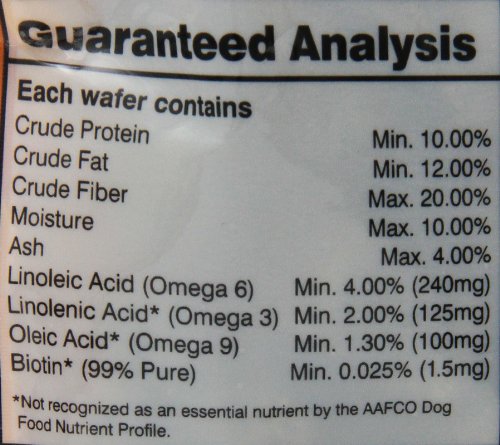 Guaranteed Analysis
Each wafer contains
Crude Protein Min. 10.00%
Crude Fat Min. 12.00%
Crude Fiber Max. 20.00%
Moisture Max. 10.00%
Ash Max. 4.00%
Linoleic Acid (Omega 6) Min. 4.00% (240mg)
Linolenic Acid* (Omega 3) Min. 2.00% (125mg)
Oleic Acid* (Omega 9) Min. 1.30% (100mg)
Biotin* (99% Pure) Min. 0.025% (1.5mg)
*Not recognized as an essential nutrient by the AAFCO Dog
Food Nutrient Profile.